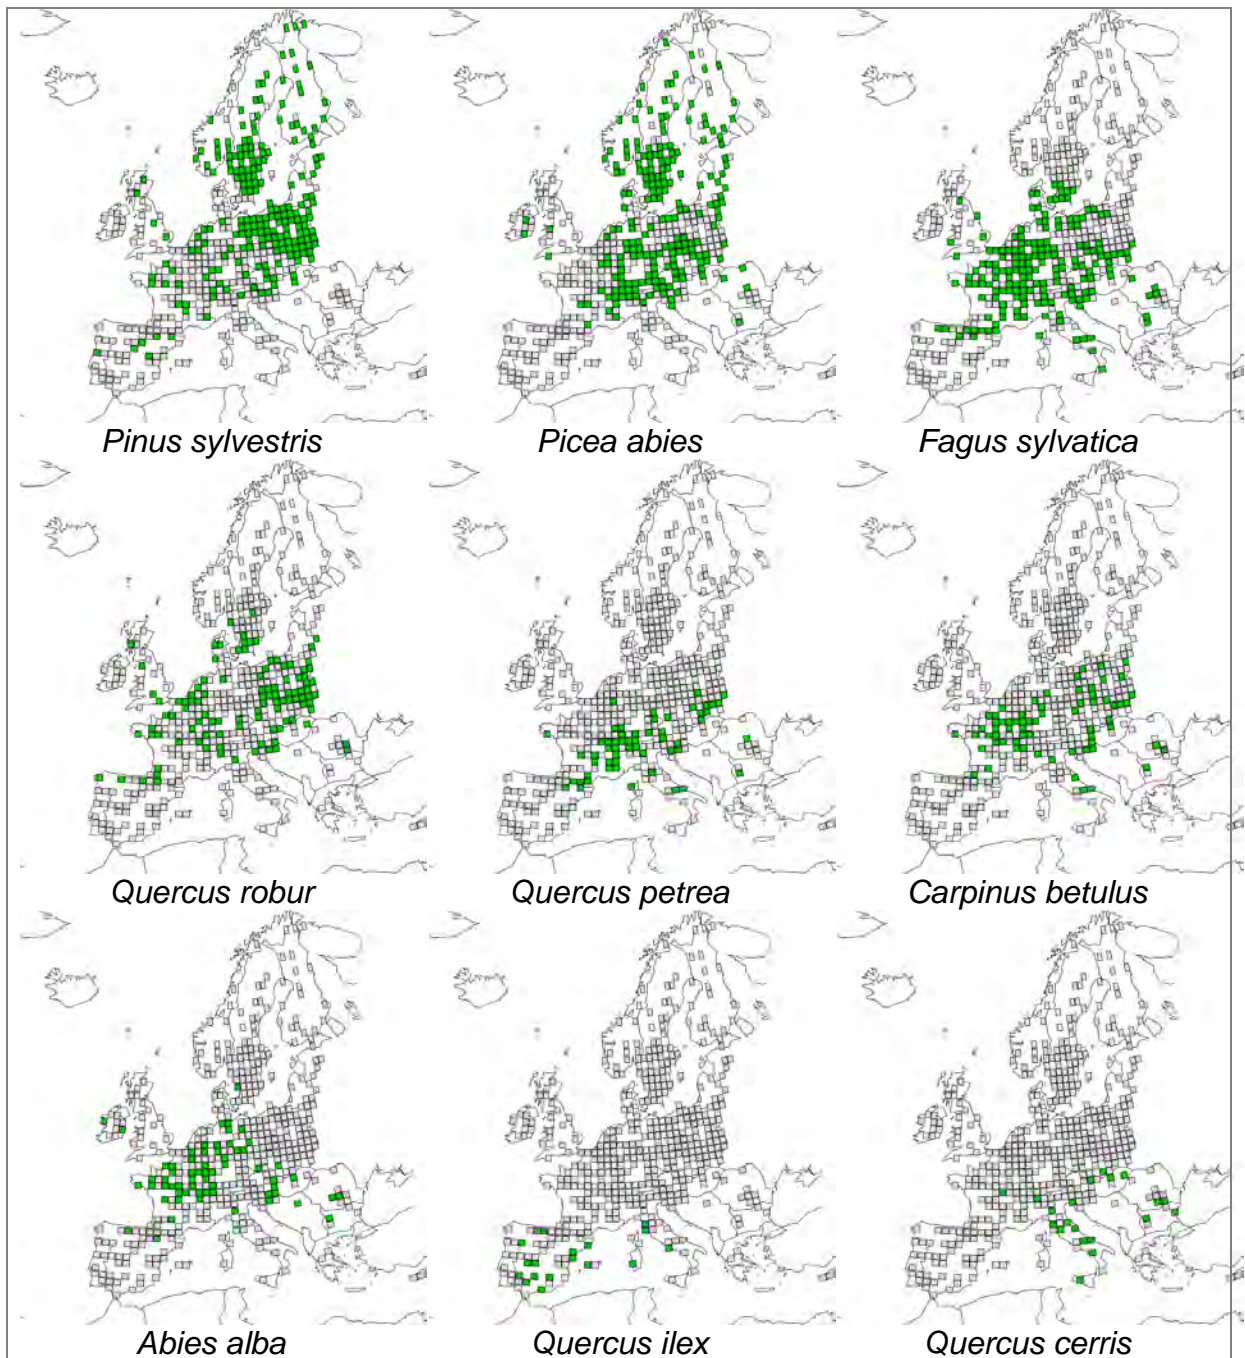 Pinus sylvestris
Picea abies
Fagus sylvatica
Quercus robur
Quercus petrea
Carpinus betulus
Abies alba
Quercus ilex
Quercus cerris